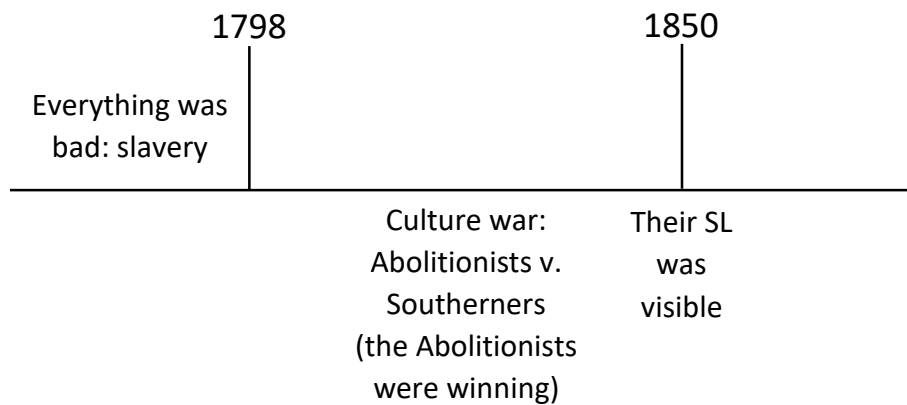 1798
1850
Everything was
bad: slavery
Culture war:
Abolitionists v.
Southerners
(the Abolitionists
were winning)
Their SL
was
visible